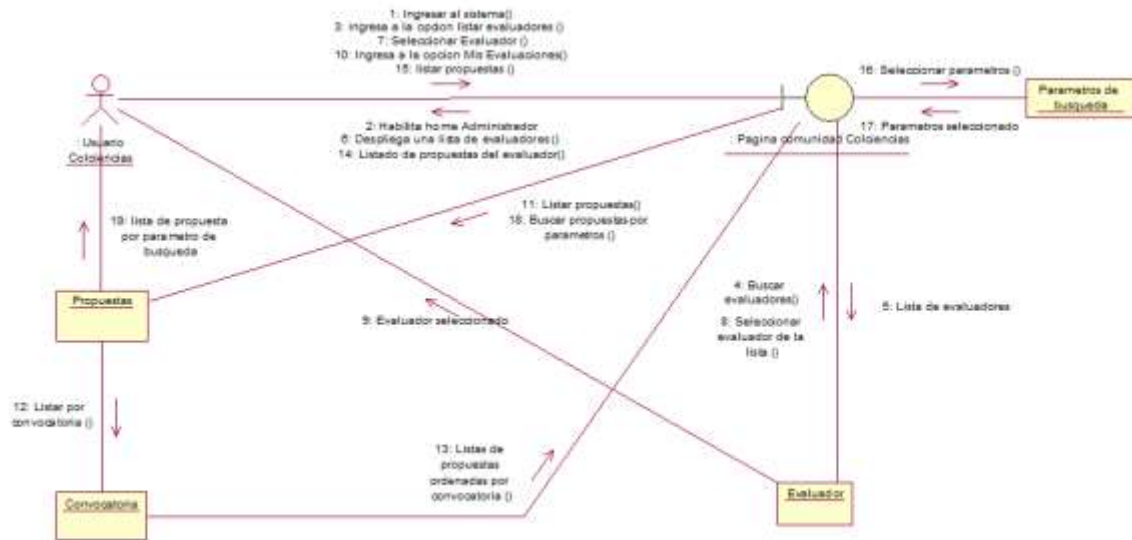 1: Ingresar al sistema()
3: ingresa a la opcion listar evaluadores ()
7: Seleccionar Evaluador ()
10: Ingresa a la opcion Mis Evaluaciones()
15: listar propuestas ()
16: Seleccionar parametros ()
Parametros de
busqueda
17: Parametros seleccionado
2: Habilita home Administrador
6: Despliega una lista de evaluadores()
14: Listado de propuestas del evaluador()
: Usuario
Colciencias
: Pagina comunidad Colciencias
11: Listar propuestas()
18: Buscar propuestas por
parametros ()
19: lista de propuesta
por parametro de
busqueda
Propuestas
9: Evaluador seleccionado
4: Buscar
evaluadores()
8: Seleccionar
evaluador de la
lista ()
5: Lista de evaluadores
12: Listar por
convocatoria ()
13: Listas de
propuestas
ordenadas por
convocatoria ()
Convocatoria
Evaluador